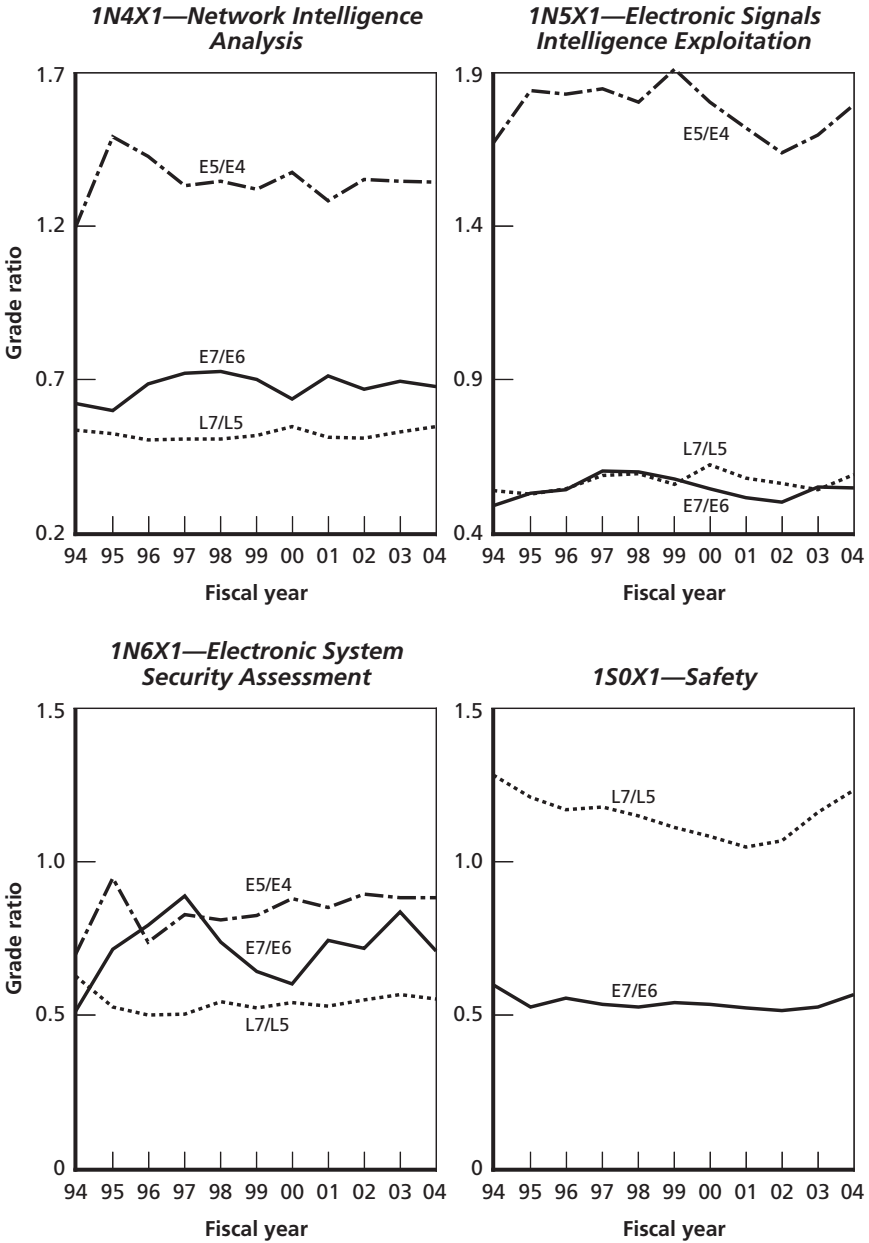 1N4X1—Network Intelligence
Analysis
1.7
1.2
0.7
0.2
Grade ratio
E5/E4
E7/E6
L7/L5
94 95 96 97 98 99 00 01 02 03 04
Fiscal year
1N5X1—Electronic Signals
Intelligence Exploitation
1.9
1.4
0.9
0.4
E5/E4
L7/L5
E7/E6
94 95 96 97 98 99 00 01 02 03 04
Fiscal year
1N6X1—Electronic System
Security Assessment
1.5
1.0
0.5
0
Grade ratio
E5/E4
E7/E6
L7/L5
94 95 96 97 98 99 00 01 02 03 04
Fiscal year
1S0X1—Safety
1.5
1.0
0.5
0
L7/L5
E7/E6
94 95 96 97 98 99 00 01 02 03 04
Fiscal year